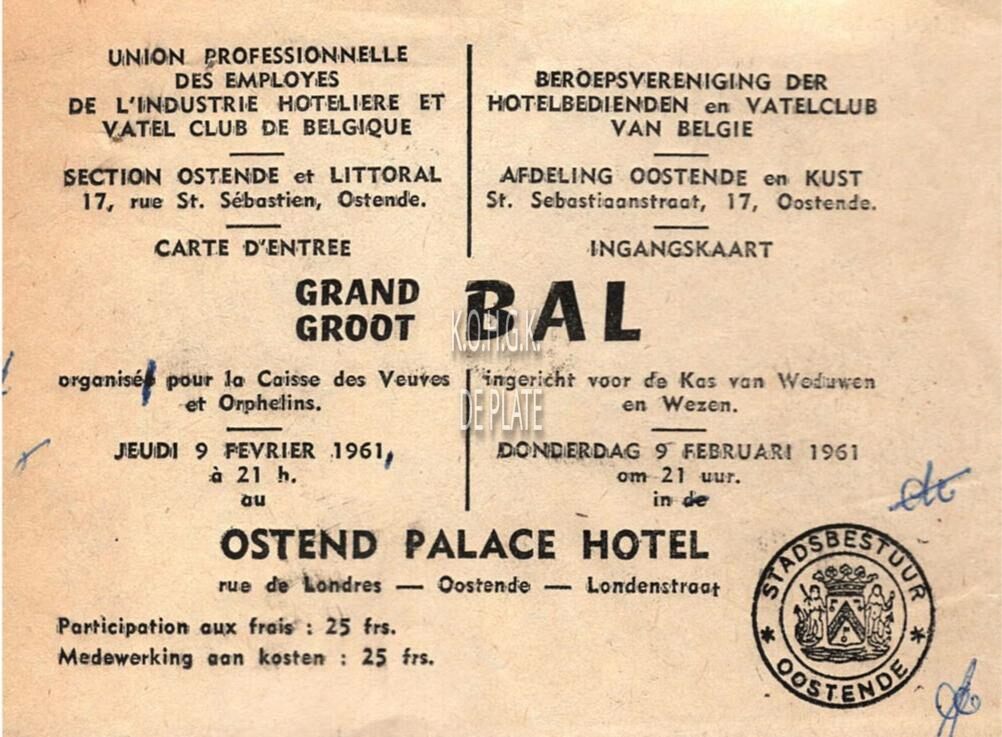 UNION PROFESSIONNELLE
DES EMPLOYES
DE L'INDUSTRIE HOTELIERE ET
VATEL CLUB DE BELGIQUE
SECTION OSTENDE et LITTORAL
17, rue St. Sébastien, Ostende.
CARTE D'ENTREE
BEROEPSVERENIGING DER
HOTELBEDIENDEN en VATELCLUB
VAN BELGIE
AFDELING OOSTENDE en KUST
St. Sebastiaanstraat, 17, Oostende.
INGANGSKAART
GRAND
GROOT
BAL
K.O.H.G.K.
DE PLATE
organisée pour la Caisse des Veuves
et Orphelins.
JEUDI 9 FEVRIER 1961,
à 21 h.
au
ingericht voor de Kas van Weduwen
en Wezen.
DONDERDAG 9 FEBRUARI 1961
om 21 uur.
in de
OSTEND PALACE HOTEL
rue de Londres — Oostende — Londenstraat
Participation aux frais : 25 frs.
Medewerking aan kosten : 25 frs.
* STADSBESTUUR *
OOSTENDE